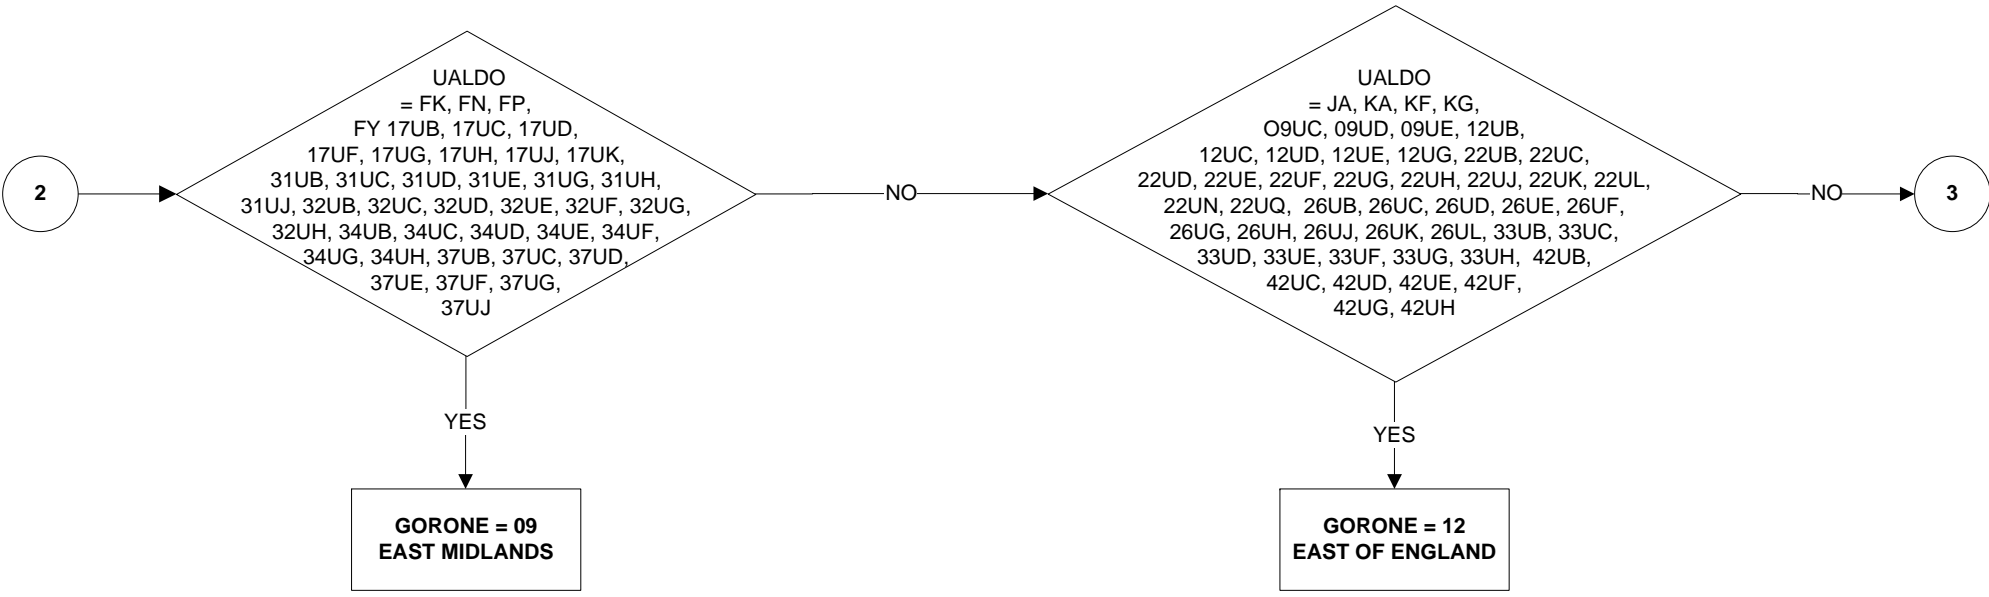 2
UALDO
= FK, FN, FP,
FY 17UB, 17UC, 17UD,
17UF, 17UG, 17UH, 17UJ, 17UK,
31UB, 31UC, 31UD, 31UE, 31UG, 31UH,
31UJ, 32UB, 32UC, 32UD, 32UE, 32UF, 32UG,
32UH, 34UB, 34UC, 34UD, 34UE, 34UF,
34UG, 34UH, 37UB, 37UC, 37UD,
37UE, 37UF, 37UG,
37UJ
NO
YES
GORONE = 09
EAST MIDLANDS
UALDO
= JA, KA, KF, KG,
O9UC, 09UD, 09UE, 12UB,
12UC, 12UD, 12UE, 12UG, 22UB, 22UC,
22UD, 22UE, 22UF, 22UG, 22UH, 22UJ, 22UK, 22UL,
22UN, 22UQ, 26UB, 26UC, 26UD, 26UE, 26UF,
26UG, 26UH, 26UJ, 26UK, 26UL, 33UB, 33UC,
33UD, 33UE, 33UF, 33UG, 33UH, 42UB,
42UC, 42UD, 42UE, 42UF,
42UG, 42UH
NO
3
YES
GORONE = 12
EAST OF ENGLAND